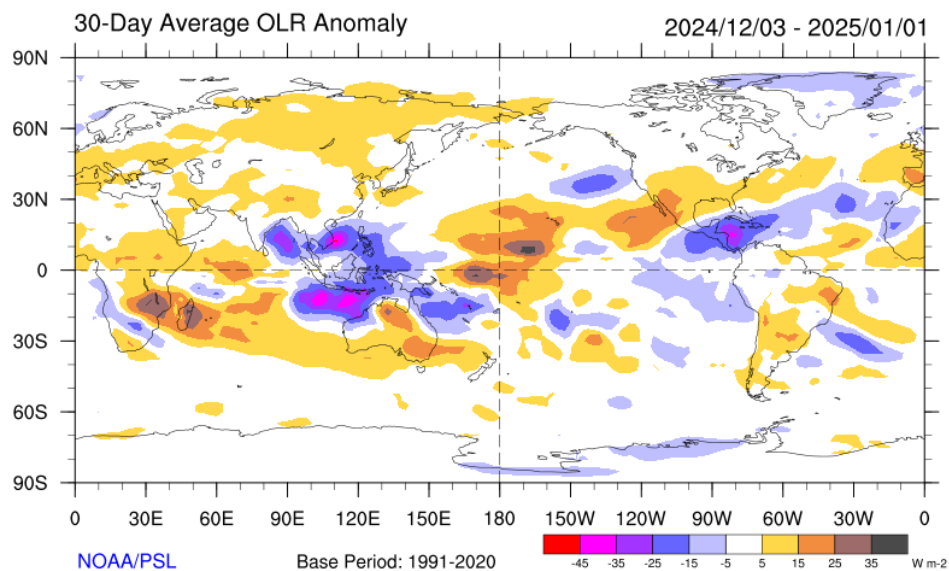 30-Day Average OLR Anomaly 2024/12/03 - 2025/01/01
90N
60N
30N
0
30S
60S
90S
0 30E 60E 90E 120E 150E 180 150W 120W 90W 60W 30W 0
NOAA/PSL Base Period: 1991-2020
-45 -35 -25 -15 -5 5 15 25 35 W m-2